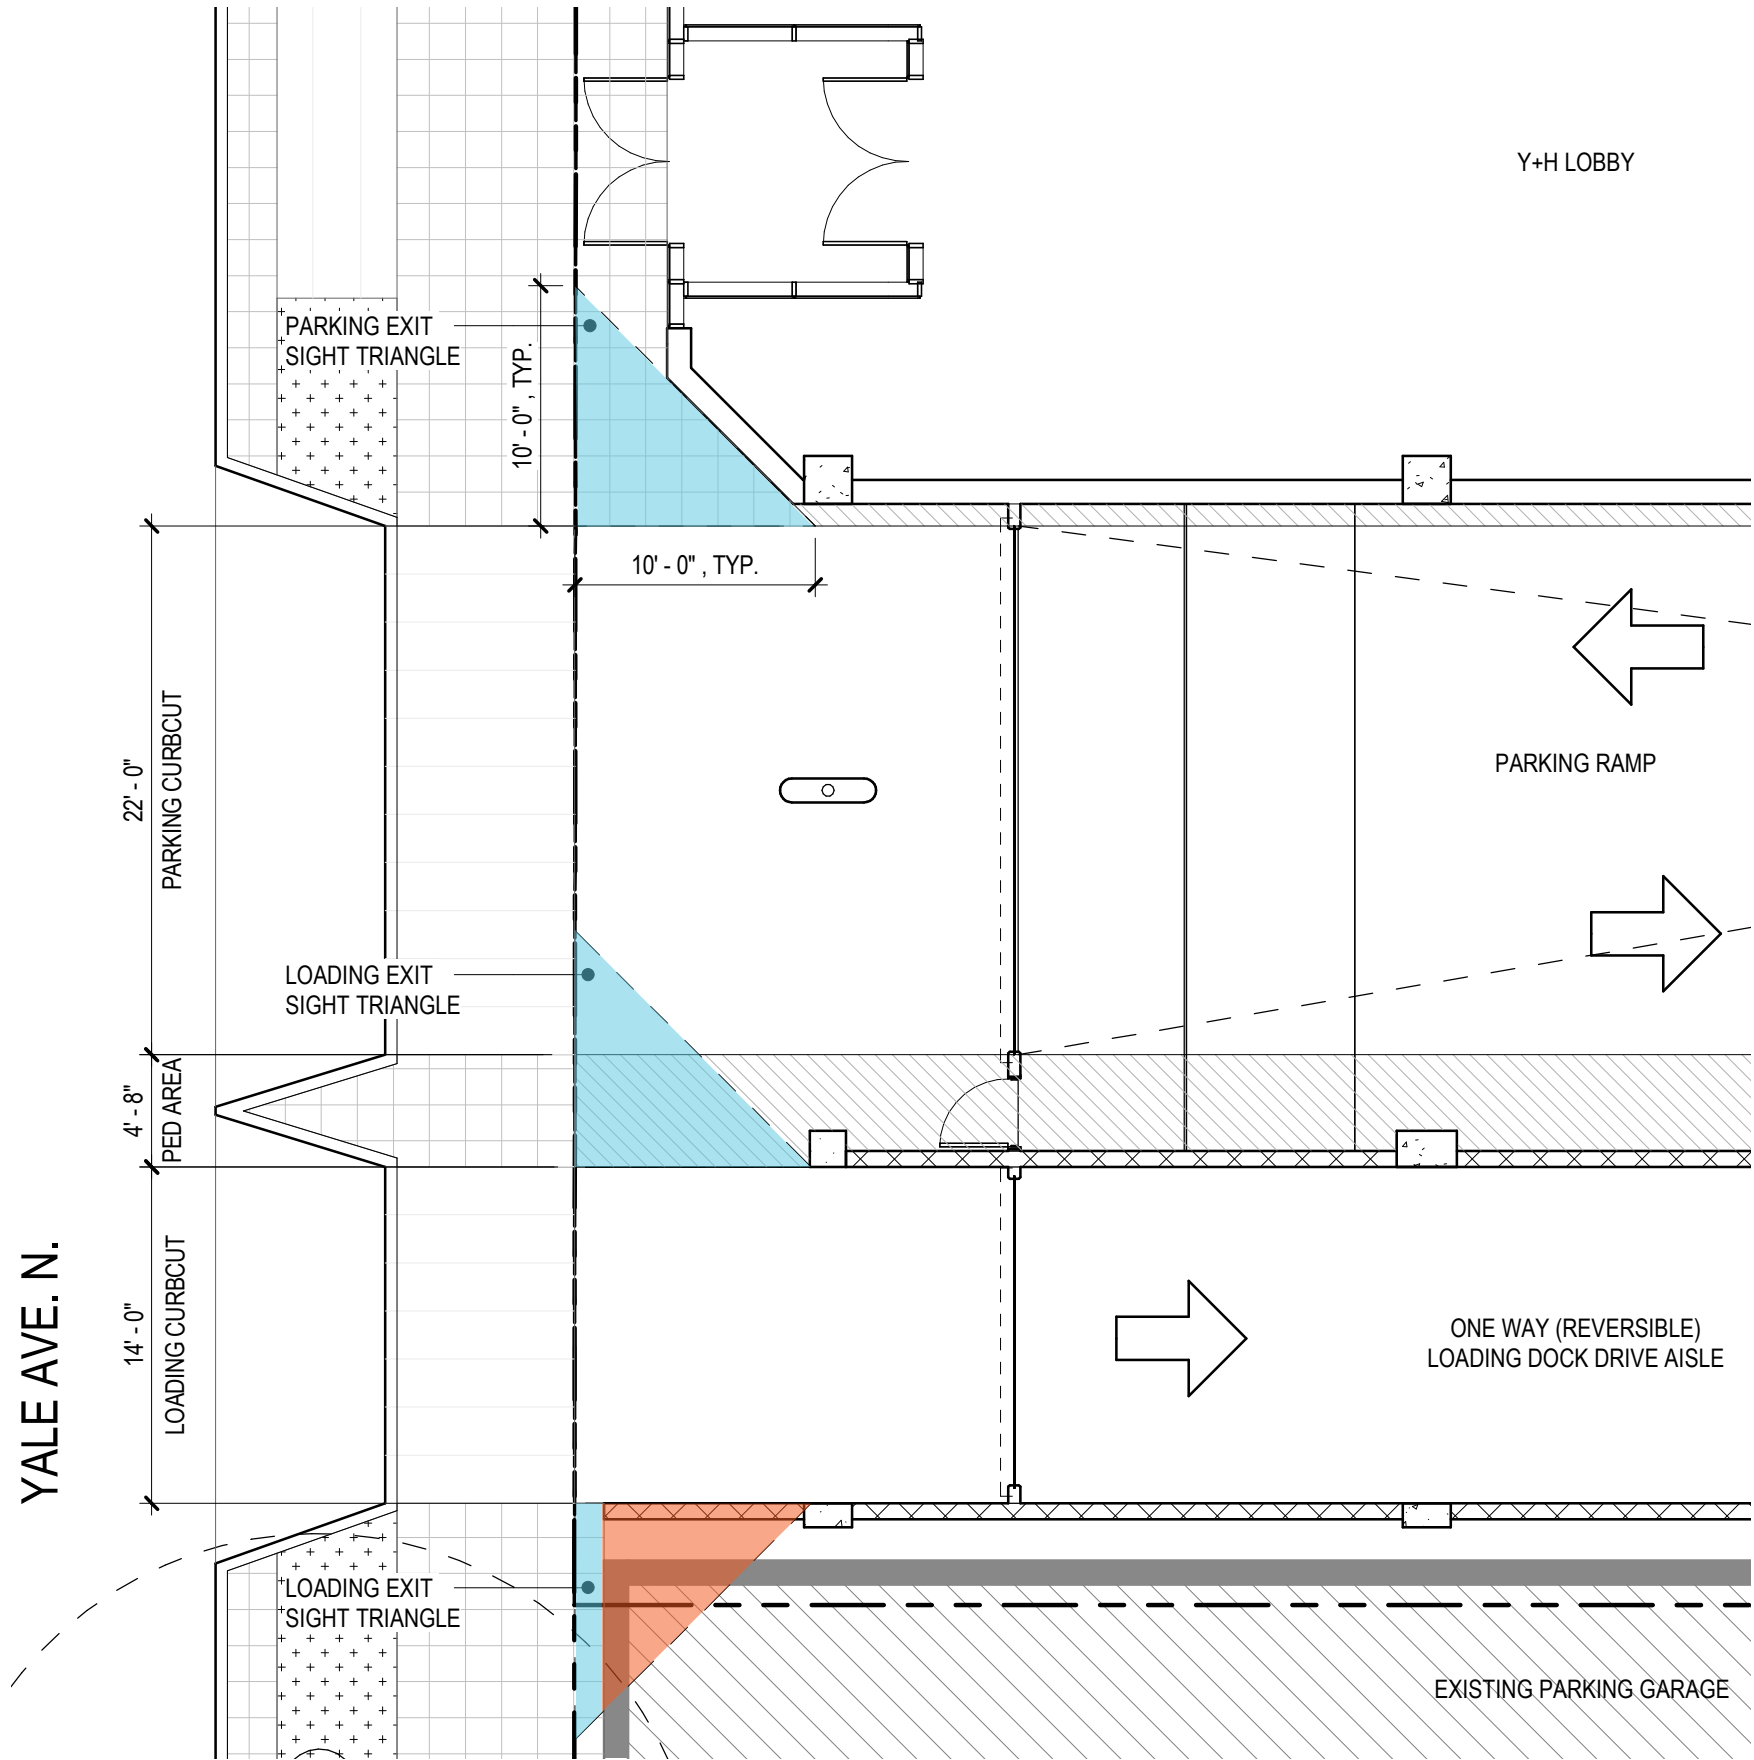 Y+H LOBBY
PARKING EXIT
SIGHT TRIANGLE
10' - 0" , TYP.
10' - 0" , TYP.
22' - 0"
PARKING CURBCUT
PARKING RAMP
LOADING EXIT
SIGHT TRIANGLE
4' - 8"
PED AREA
YALE AVE. N.
14' - 0"
LOADING CURBCUT
ONE WAY (REVERSIBLE)
LOADING DOCK DRIVE AISLE
LOADING EXIT
SIGHT TRIANGLE
EXISTING PARKING GARAGE